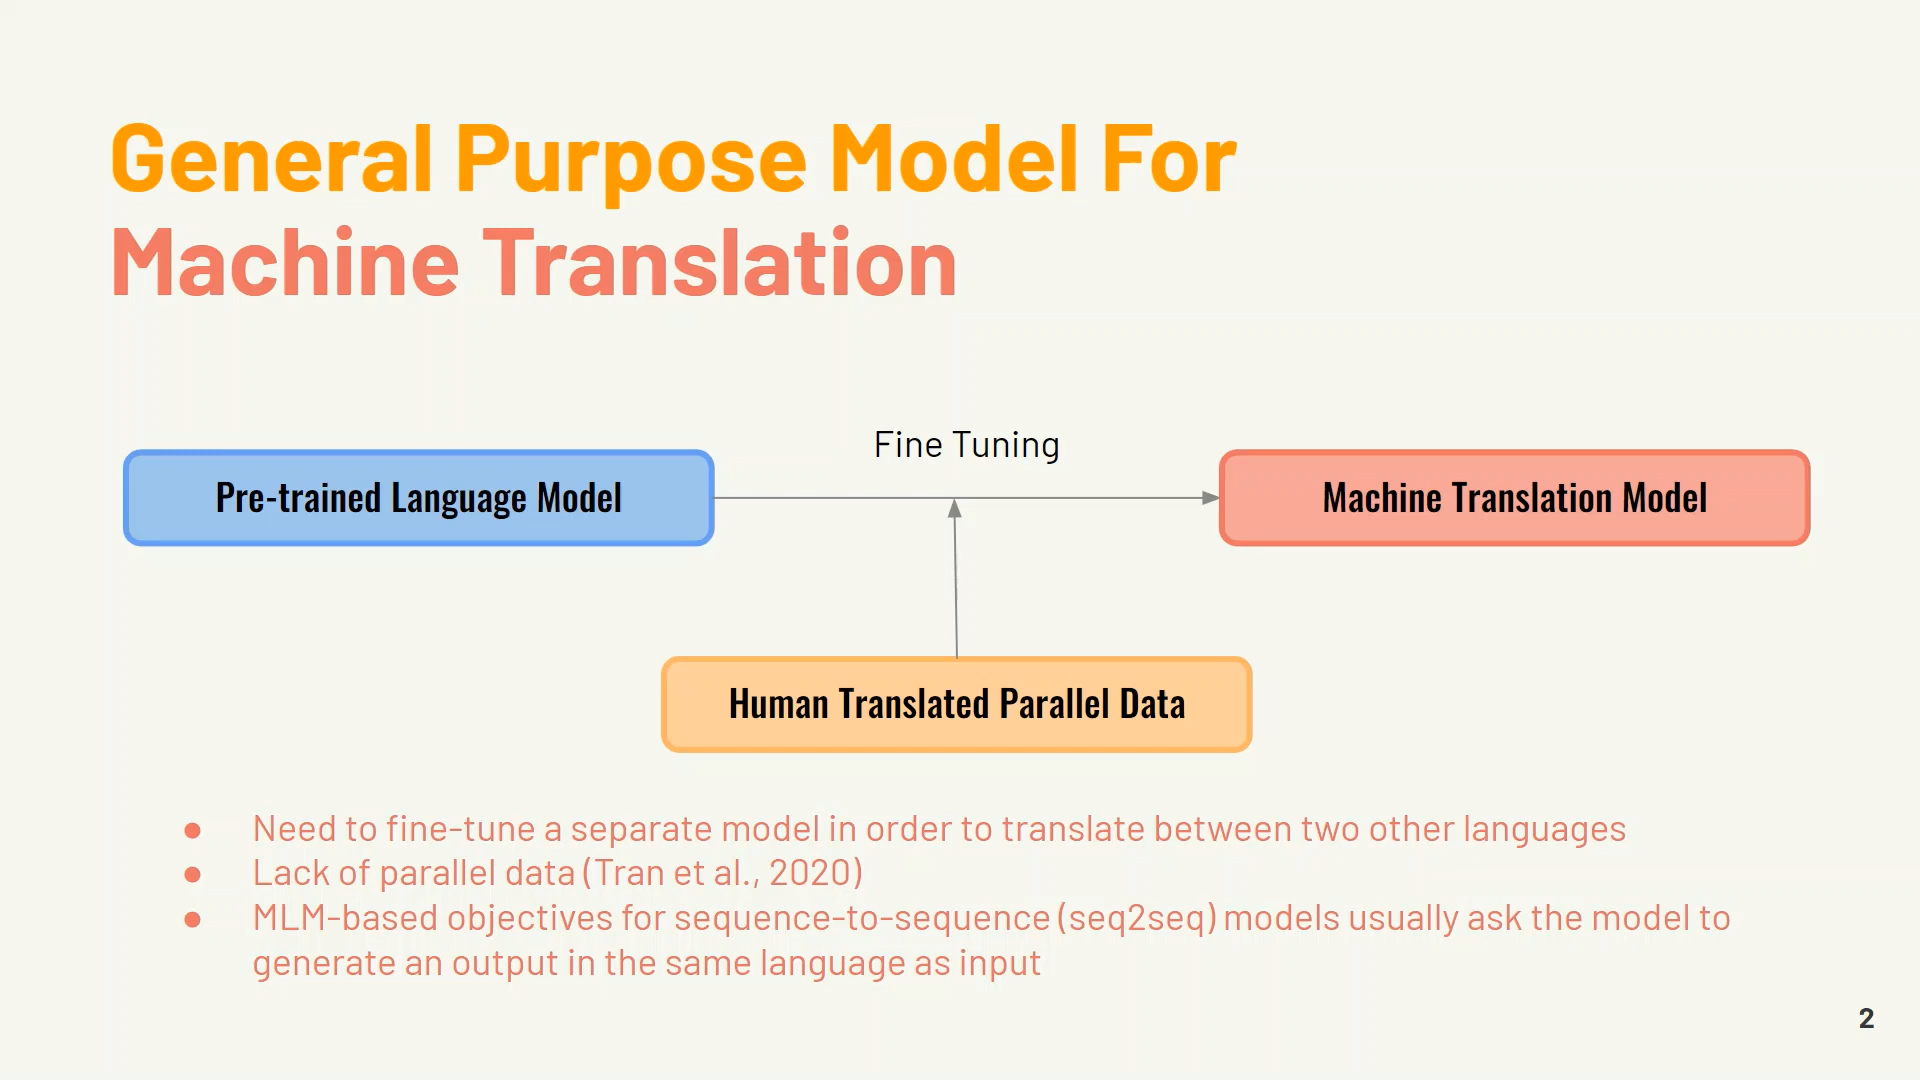 General Purpose Model For
Machine Translation
Fine Tuning
Pre-trained Language Model
Machine Translation Model
Human Translated Parallel Data
● Need to fine-tune a separate model in order to translate between two other languages
● Lack of parallel data (Tran et al., 2020)
● MLM-based objectives for sequence-to-sequence (seq2seq) models usually ask the model to
generate an output in the same language as input
2